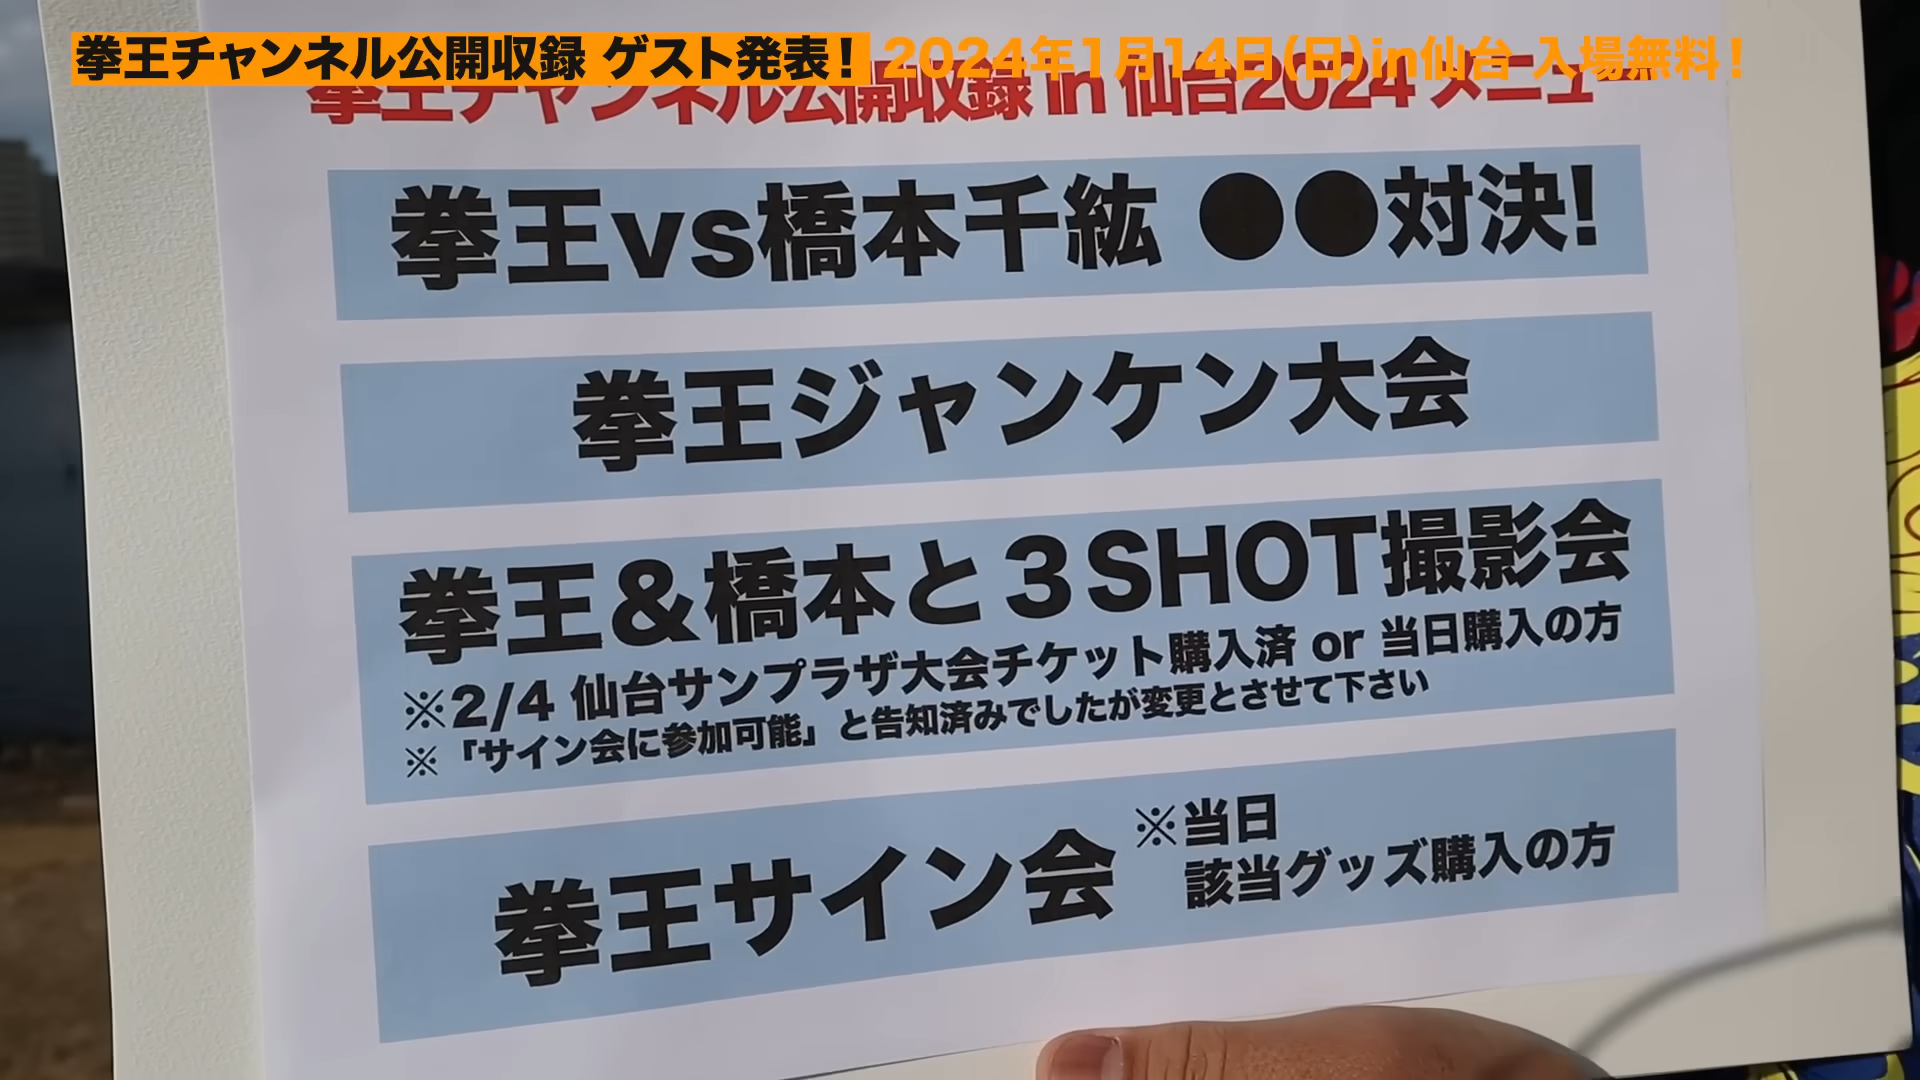 拳王チャンネル公開収録 ゲスト発表! 2024年1月14日(日)in仙台 入場無料!
拳王チャンネル公開収録 in 仙台2024 メニュー
拳王vs橋本千紘 ●●対決!
拳王ジャンケン大会
拳王&橋本と3SHOT撮影会
※2/4 仙台サンプラザ大会チケット購入済 or 当日購入の方
※「サイン会に参加可能」と告知済みでしたが変更とさせて下さい
拳王サイン会 ※当日
該当グッズ購入の方